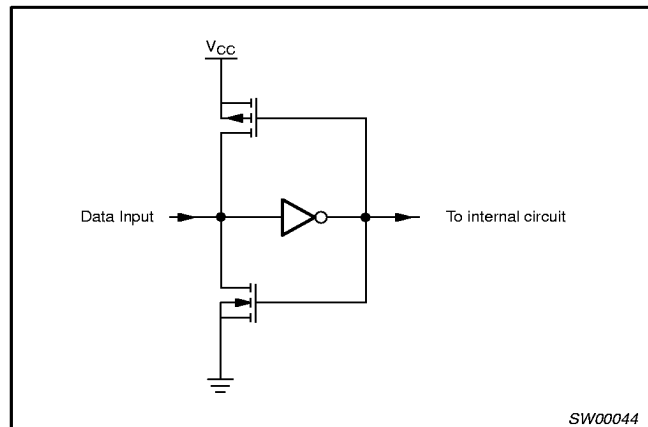 VCC
Data Input
To internal circuit
SW00044